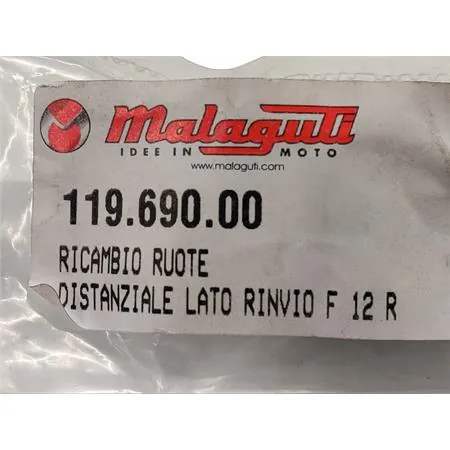 Malaguti
IDEE IN MOTO
www.malaguti.com
119.690.00
RICAMBIO RUOTE
DISTANZIALE LATO RINVIO F 12 R